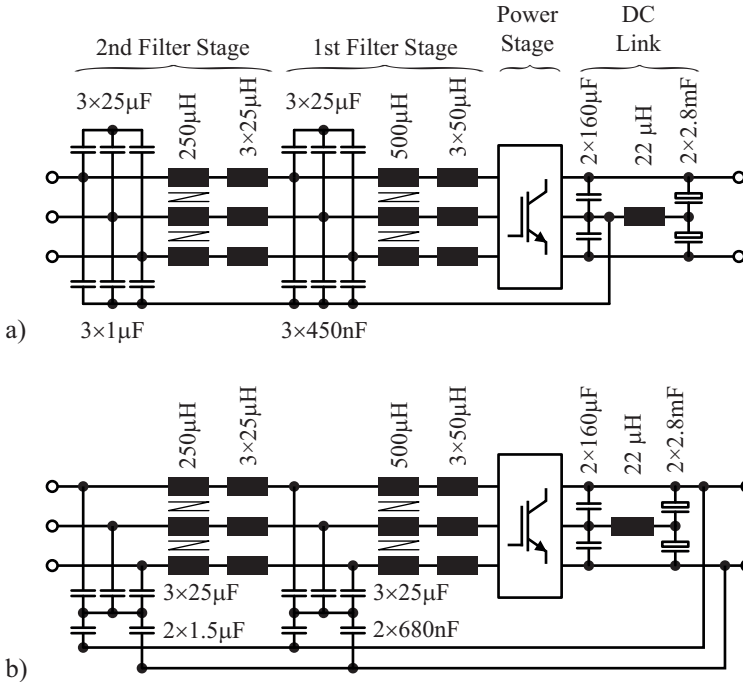 Power
Stage
DC
Link
2nd Filter Stage
1st Filter Stage
3×25μF
250μH
3×25μH
3×25μF
500μH
3×50μH
2×160μF
22 μH
2×2.8mF
3×1μF
3×450nF
a)
250μH
3×25μH
500μH
3×50μH
2×160μF
22 μH
2×2.8mF
3×25μF
3×25μF
2×1.5μF
2×680nF
b)